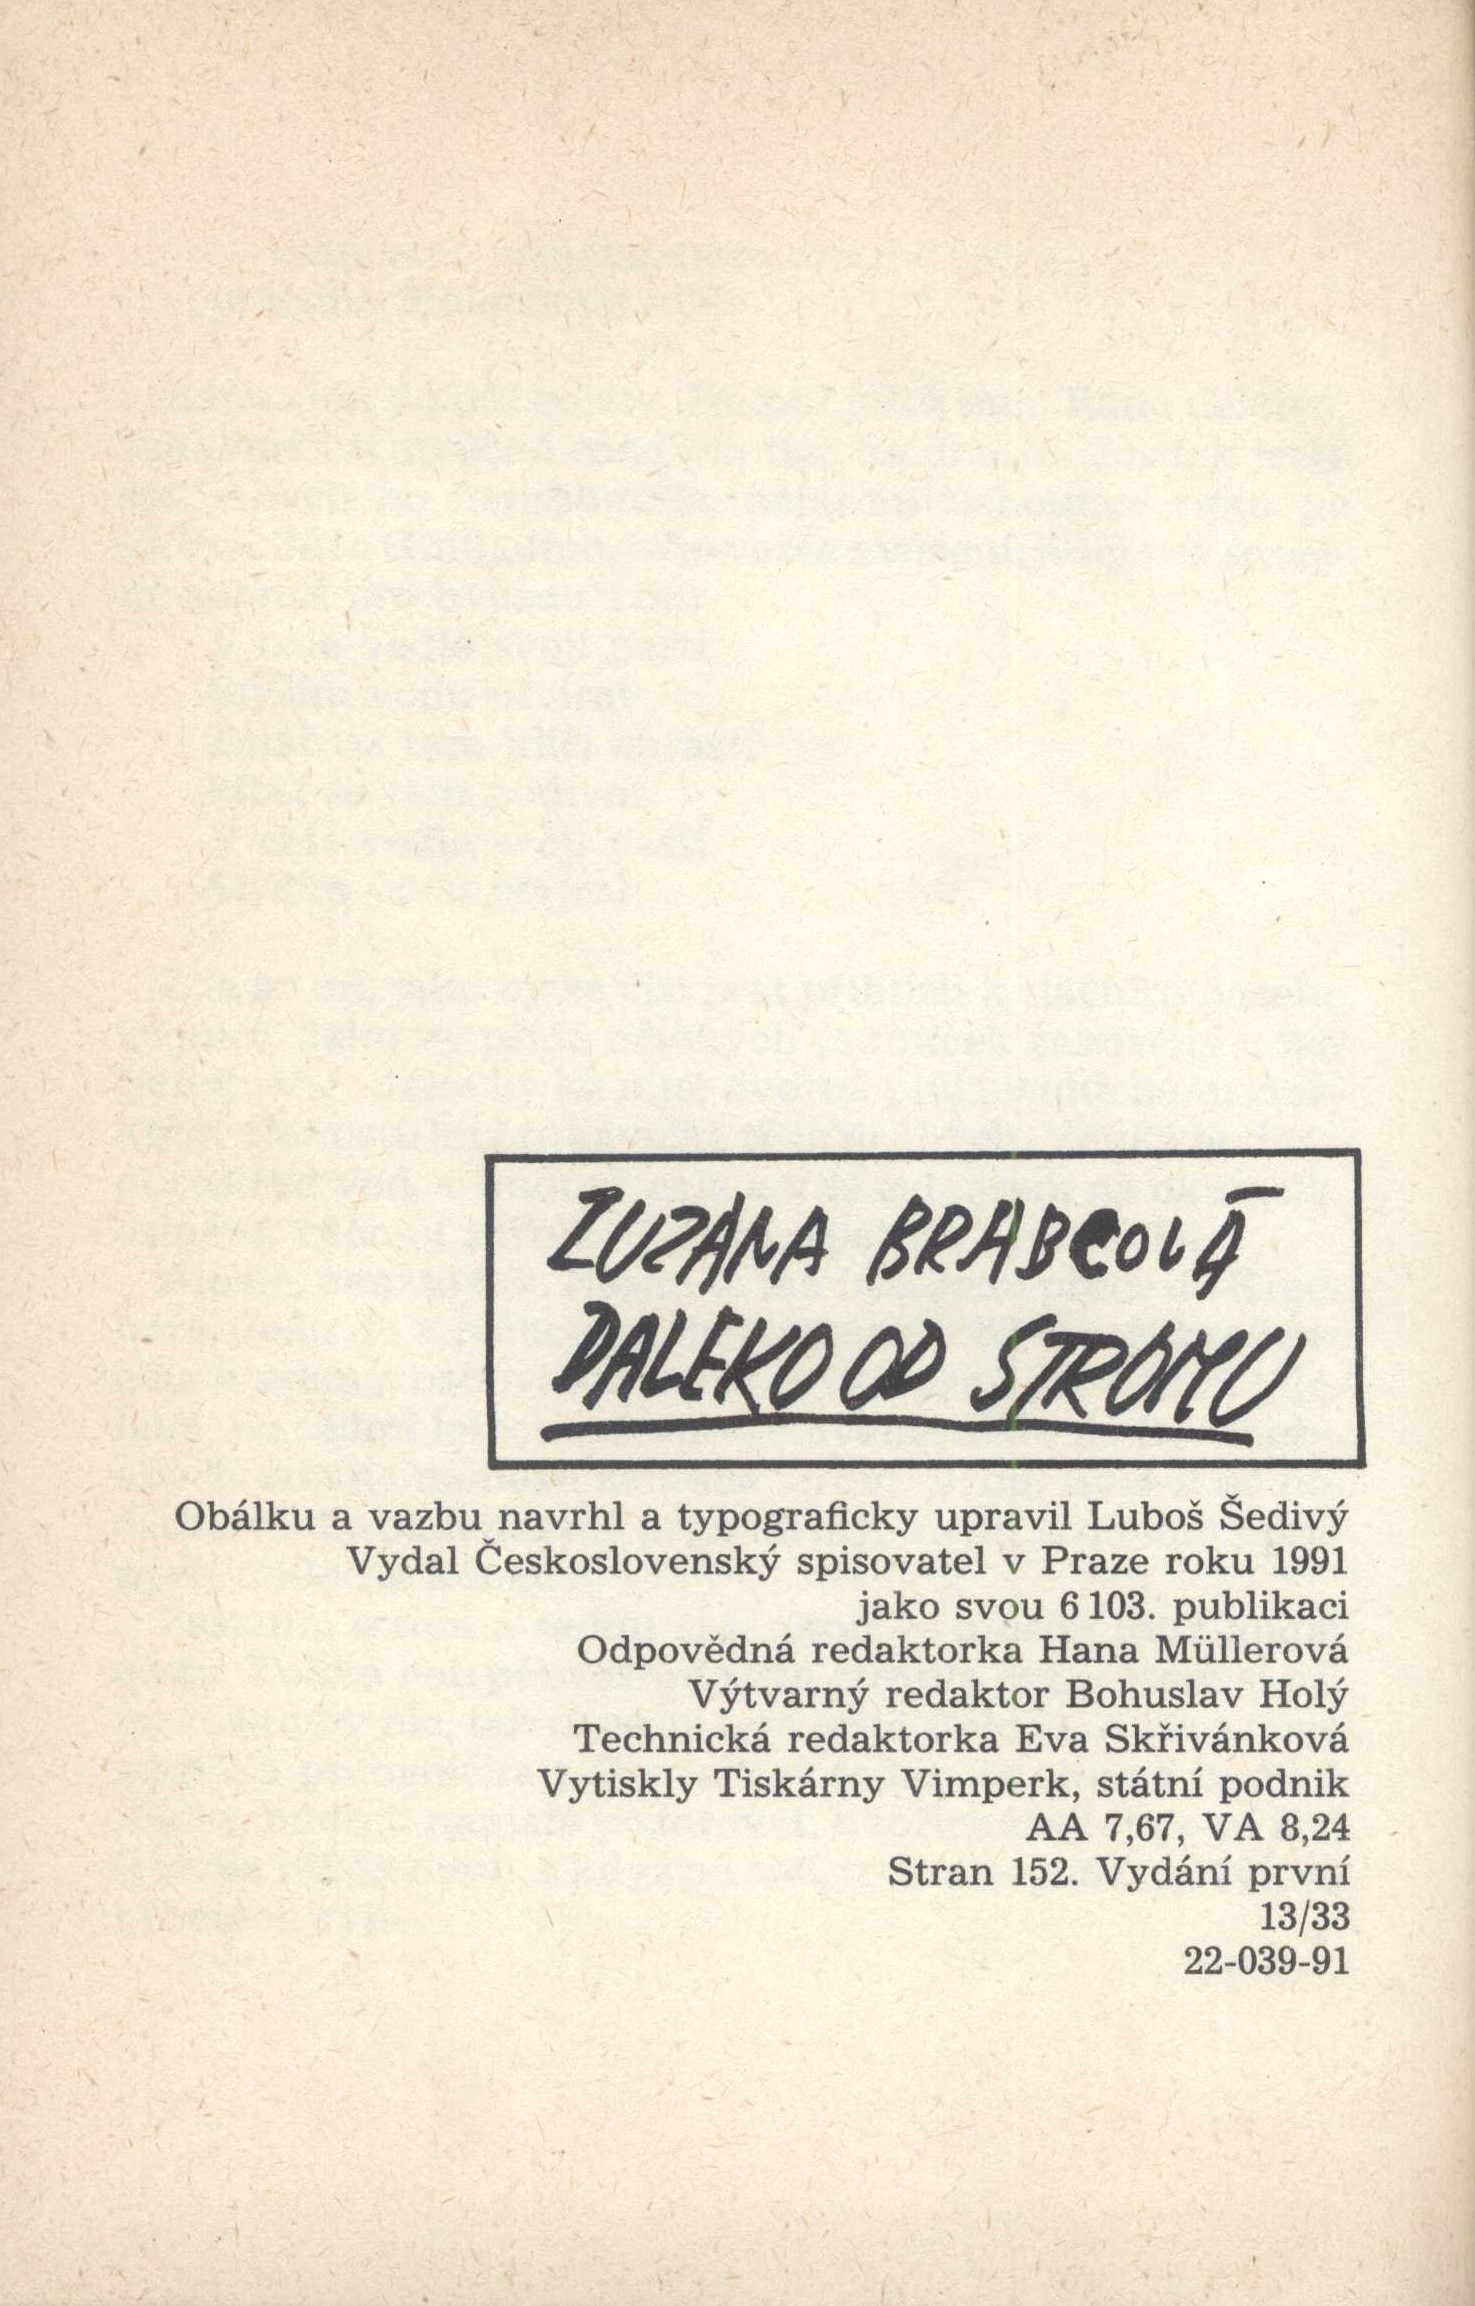 ZUZANA BRABCOVÁ
DALEKO OD STROMU
Obálku a vazbu navrhl a typograficky upravil Luboš Šedivý
Vydal Československý spisovatel v Praze roku 1991
jako svou 6 103. publikaci
Odpovědná redaktorka Hana Müllerová
Výtvarný redaktor Bohuslav Holý
Technická redaktorka Eva Skřivánková
Vytiskly Tiskárny Vimperk, státní podnik
AA 7,67, VA 8,24
Stran 152. Vydání první
13/33
22-039-91